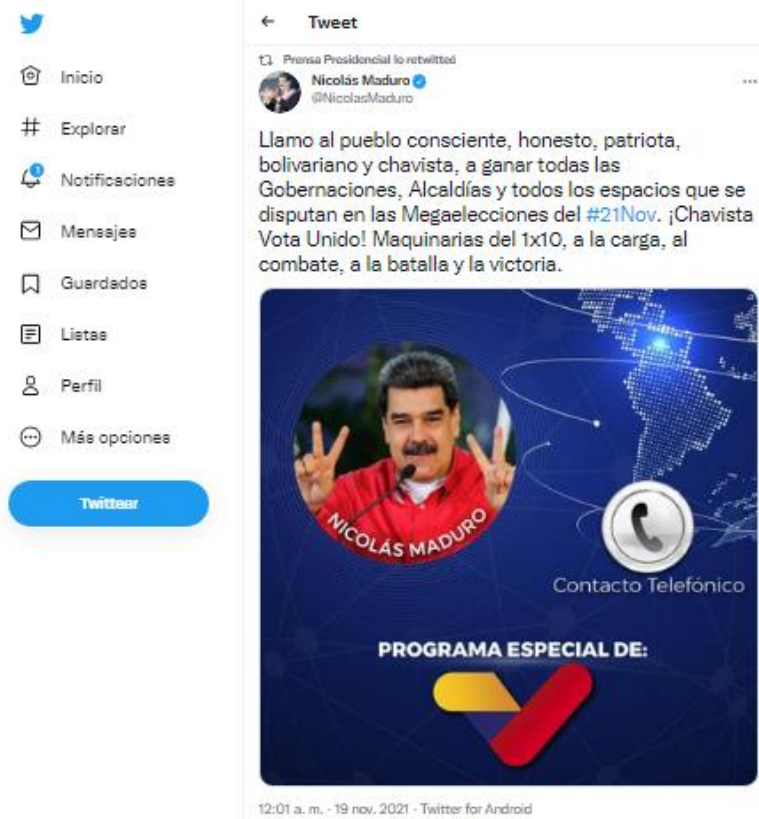 Tweet
Prensa Presidencial lo retwitteó
Nicolás Maduro
@NicolasMaduro
Inicio
Explorar
1
Notificaciones
Mensajes
Guardados
Listas
Perfil
Más opciones
Twittear
Llamo al pueblo consciente, honesto, patriota,
bolivariano y chavista, a ganar todas las
Gobernaciones, Alcaldías y todos los espacios que se
disputan en las Megaelecciones del #21Nov. ¡Chavista
Vota Unido! Maquinarias del 1x10, a la carga, al
combate, a la batalla y la victoria.
NICOLÁS MADURO
Contacto Telefónico
PROGRAMA ESPECIAL DE:
12:01 a. m. · 19 nov. 2021 · Twitter for Android